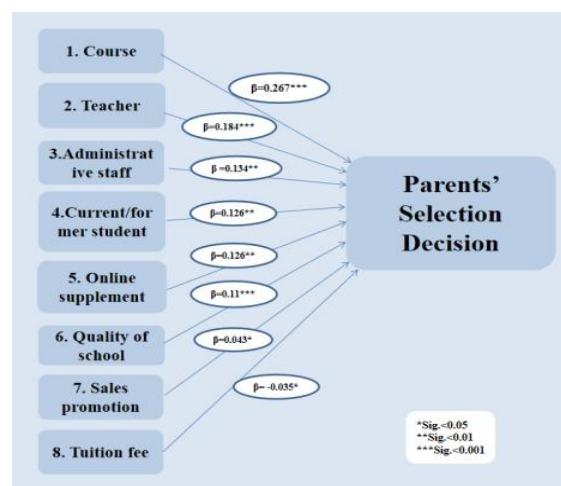 1. Course
2. Teacher
3.Administrat
ive staff
4.Current/for
mer student
5. Online
supplement
6. Quality of
school
7. Sales
promotion
8. Tuition fee
β=0.267***
β=0.184***
β =0.134**
β=0.126**
β=0.126**
β=0.11***
β=0.043*
β= -0.035*
Parents’
Selection
Decision
*Sig.<0.05
**Sig.<0.01
***Sig.<0.001